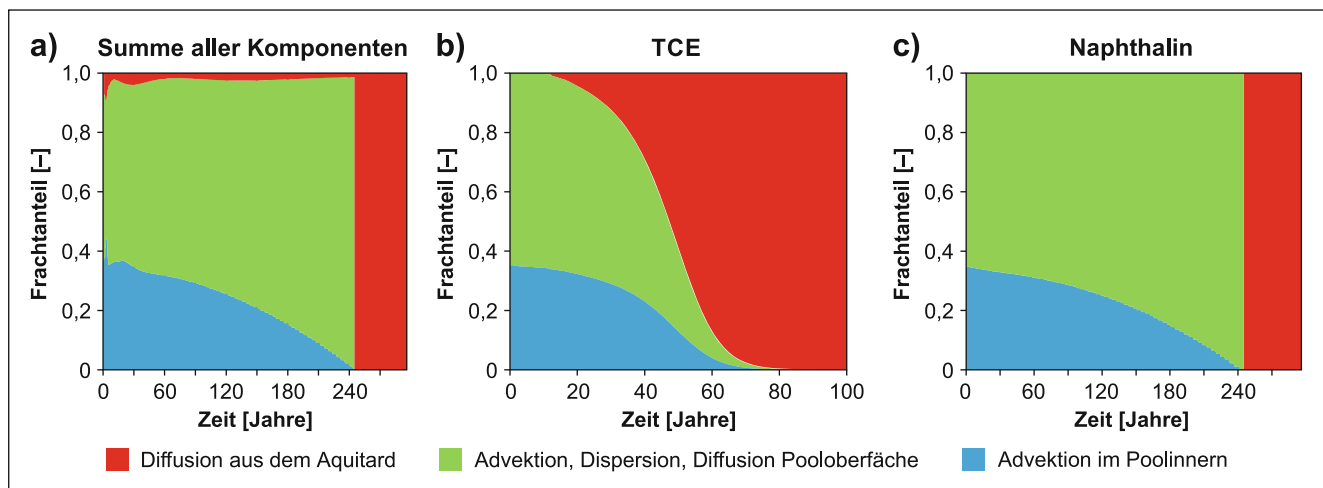 a) Summe aller Komponenten
b) TCE
c) Naphthalin
Frachtanteil [–]
1,0
0,8
0,6
0,4
0,2
0
0 60 120 180 240
Zeit [Jahre]
Frachtanteil [–]
1,0
0,8
0,6
0,4
0,2
0
0 20 40 60 80 100
Zeit [Jahre]
Frachtanteil [–]
1,0
0,8
0,6
0,4
0,2
0
0 60 120 180 240
Zeit [Jahre]
Diffusion aus dem Aquitard
Advektion, Dispersion, Diffusion Pooloberfäche
Advektion im Poolinnern